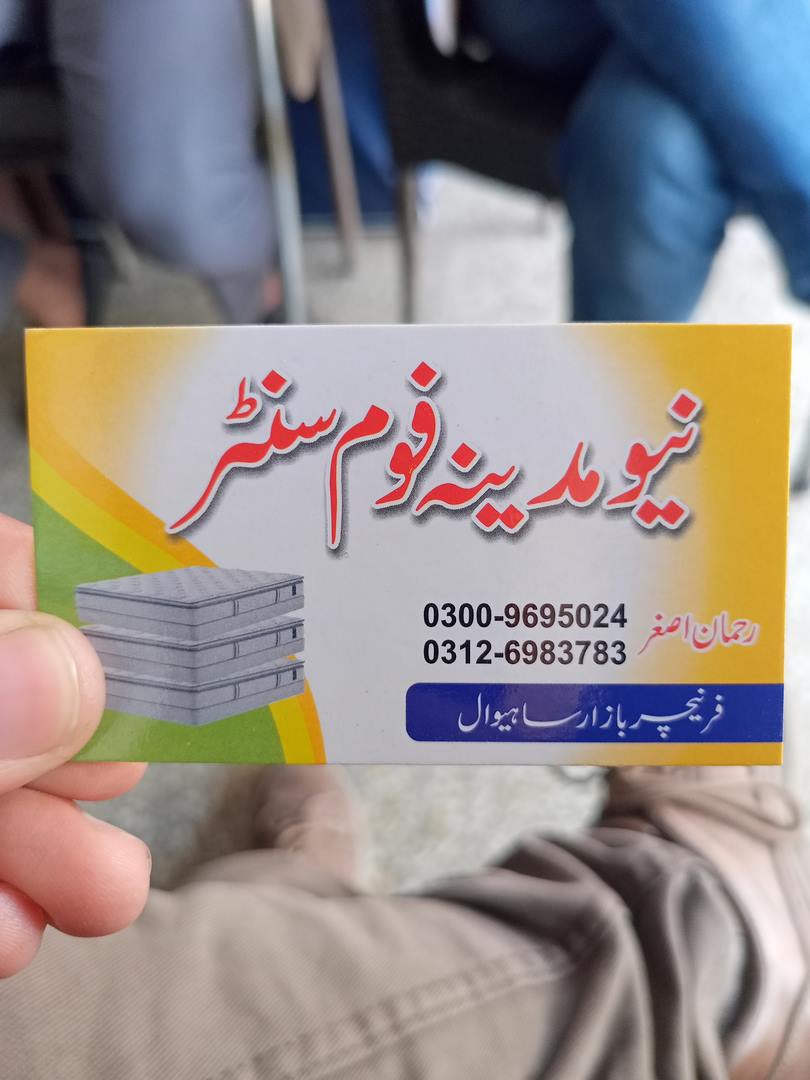 نیو مدینہ فوم سنٹر
رحمان اصغر
0300-9695024
0312-6983783
فرنیچر بازار ساہیوال